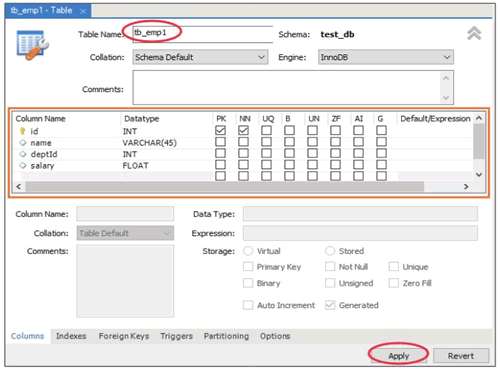 tb_emp1 - Table ×
Table Name: tb_emp1 Schema: test_db
Collation: Schema Default Engine: InnoDB
Comments:
Column Name Datatype PK NN UQ B UN ZF AI G Default/Expression
id INT
name VARCHAR(45)
deptId INT
salary FLOAT
Column Name: Data Type:
Collation: Table Default Expression:
Comments: Storage: Virtual Stored
Primary Key Not Null Unique
Binary Unsigned Zero Fill
Auto Increment Generated
Columns Indexes Foreign Keys Triggers Partitioning Options
Apply Revert